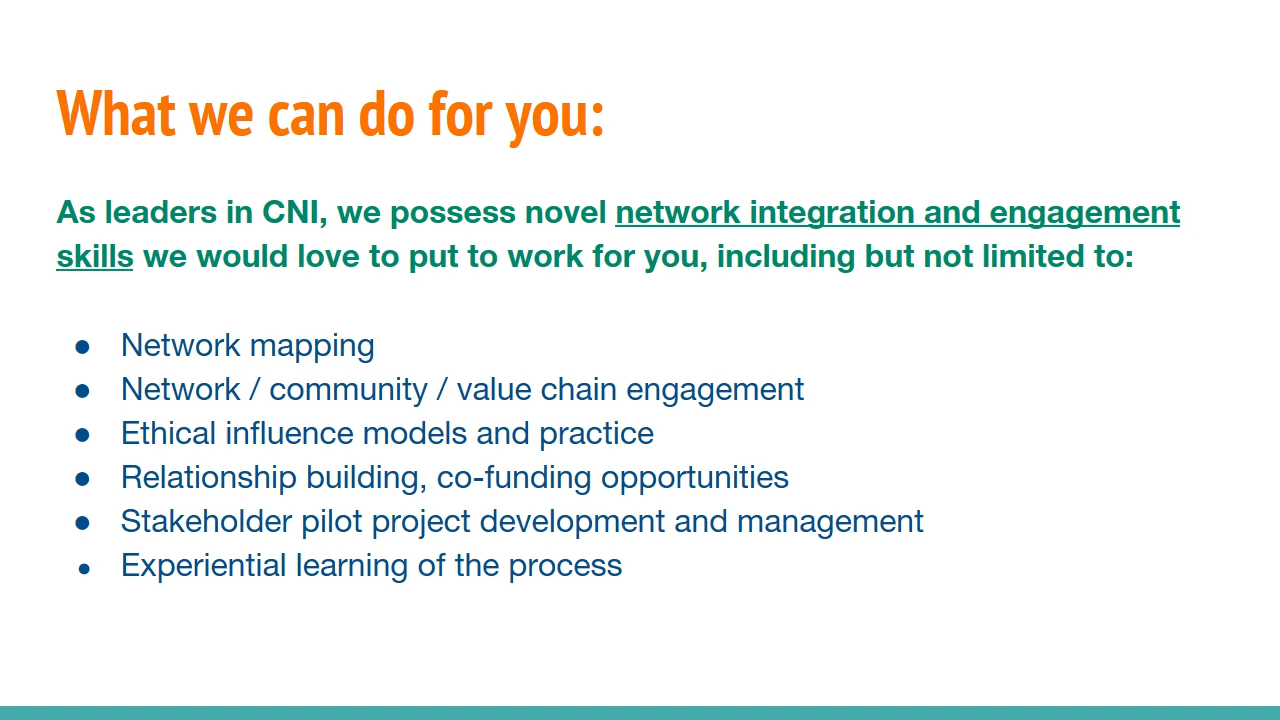 What we can do for you:
As leaders in CNI, we possess novel network integration and engagement
skills we would love to put to work for you, including but not limited to:
● Network mapping
● Network / community / value chain engagement
● Ethical influence models and practice
● Relationship building, co-funding opportunities
● Stakeholder pilot project development and management
● Experiential learning of the process